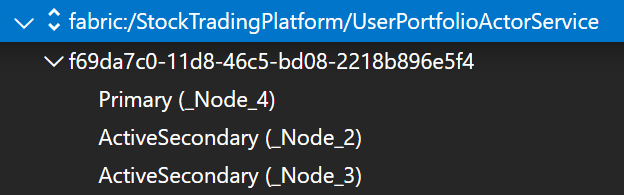 fabric:/StockTradingPlatform/UserPortfolioActorService
f69da7c0-11d8-46c5-bd08-2218b896e5f4
Primary (_Node_4)
ActiveSecondary (_Node_2)
ActiveSecondary (_Node_3)